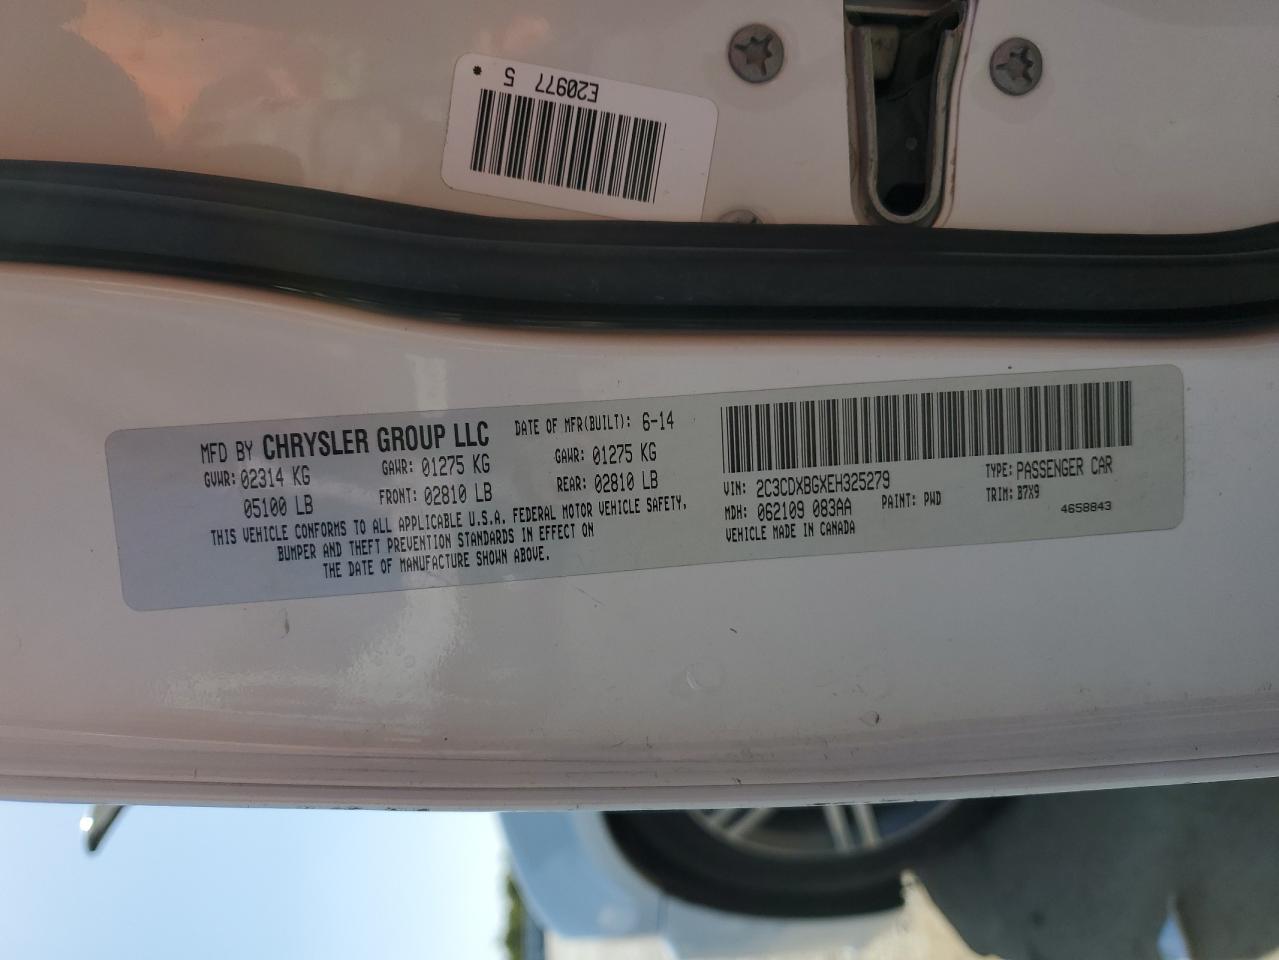 E20977 5 *
MFD BY CHRYSLER GROUP LLC DATE OF MFR(BUILT): 6-14
GVWR: 02314 KG GAWR: 01275 KG GAWR: 01275 KG
05100 LB FRONT: 02810 LB REAR: 02810 LB
THIS VEHICLE CONFORMS TO ALL APPLICABLE U.S.A. FEDERAL MOTOR VEHICLE SAFETY,
BUMPER AND THEFT PREVENTION STANDARDS IN EFFECT ON
THE DATE OF MANUFACTURE SHOWN ABOVE.
VIN: 2C3CDXBGXEH325279 TYPE: PASSENGER CAR
MDH: 062109 083AA PAINT: PWD TRIM: B7X9
VEHICLE MADE IN CANADA 4658843